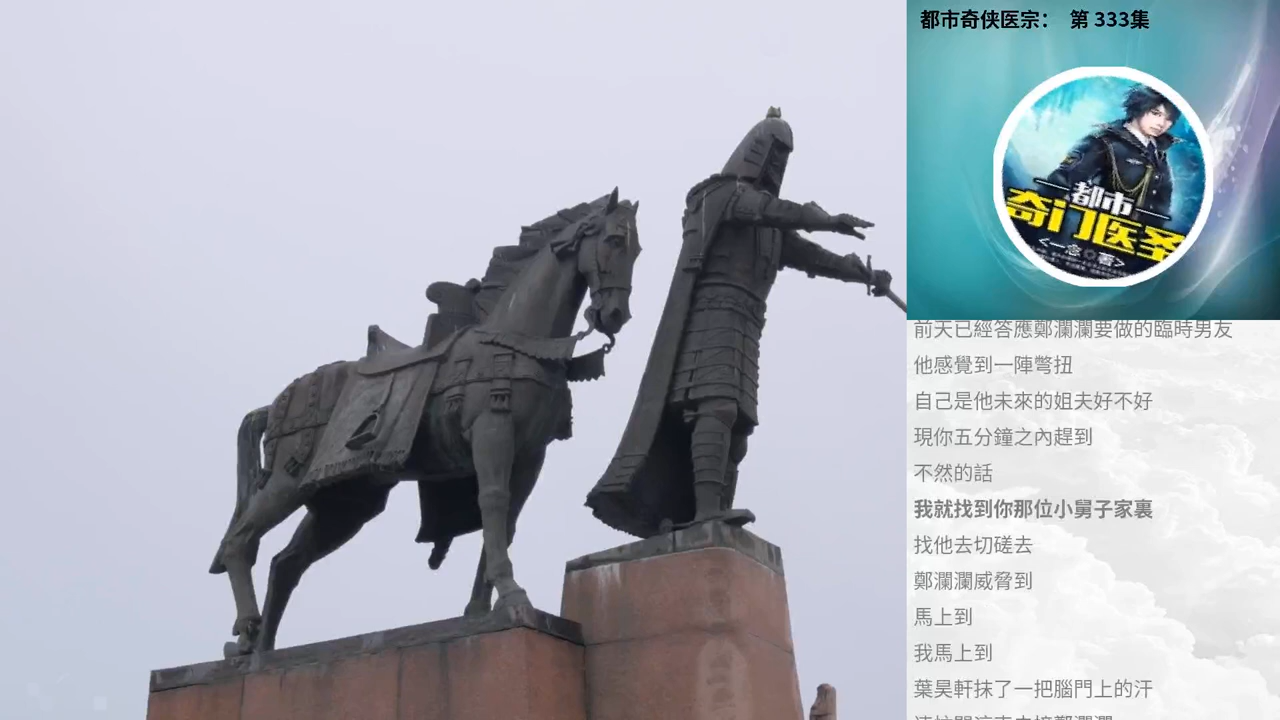 都市奇侠医宗： 第 333集
都市
奇门医圣
<一念 著>
前天已經答應鄭瀾瀾要做的臨時男友
他感覺到一陣彆扭
自己是他未來的姐夫好不好
現你五分鐘之內趕到
不然的話
我就找到你那位小舅子家裏
找他去切磋去
鄭瀾瀾威脅到
馬上到
我馬上到
葉昊軒抹了一把腦門上的汗